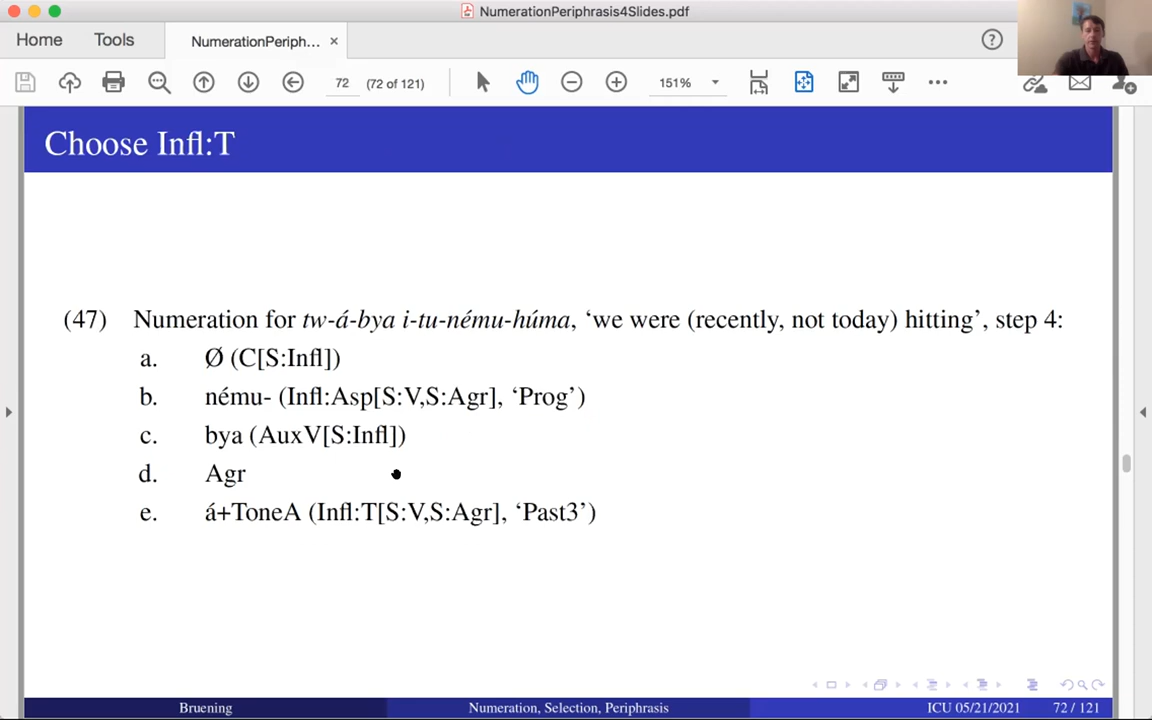 NumerationPeriphrasis4Slides.pdf
Home Tools NumerationPeriph... ×
72 (72 of 121) 151%
Choose Infl:T
(47) Numeration for tw-á-bya i-tu-nému-húma, ‘we were (recently, not today) hitting’, step 4:
a. Ø (C[S:Infl])
b. nému- (Infl:Asp[S:V,S:Agr], ‘Prog’)
c. bya (AuxV[S:Infl])
d. Agr
e. á+ToneA (Infl:T[S:V,S:Agr], ‘Past3’)
Bruening Numeration, Selection, Periphrasis ICU 05/21/2021 72 / 121